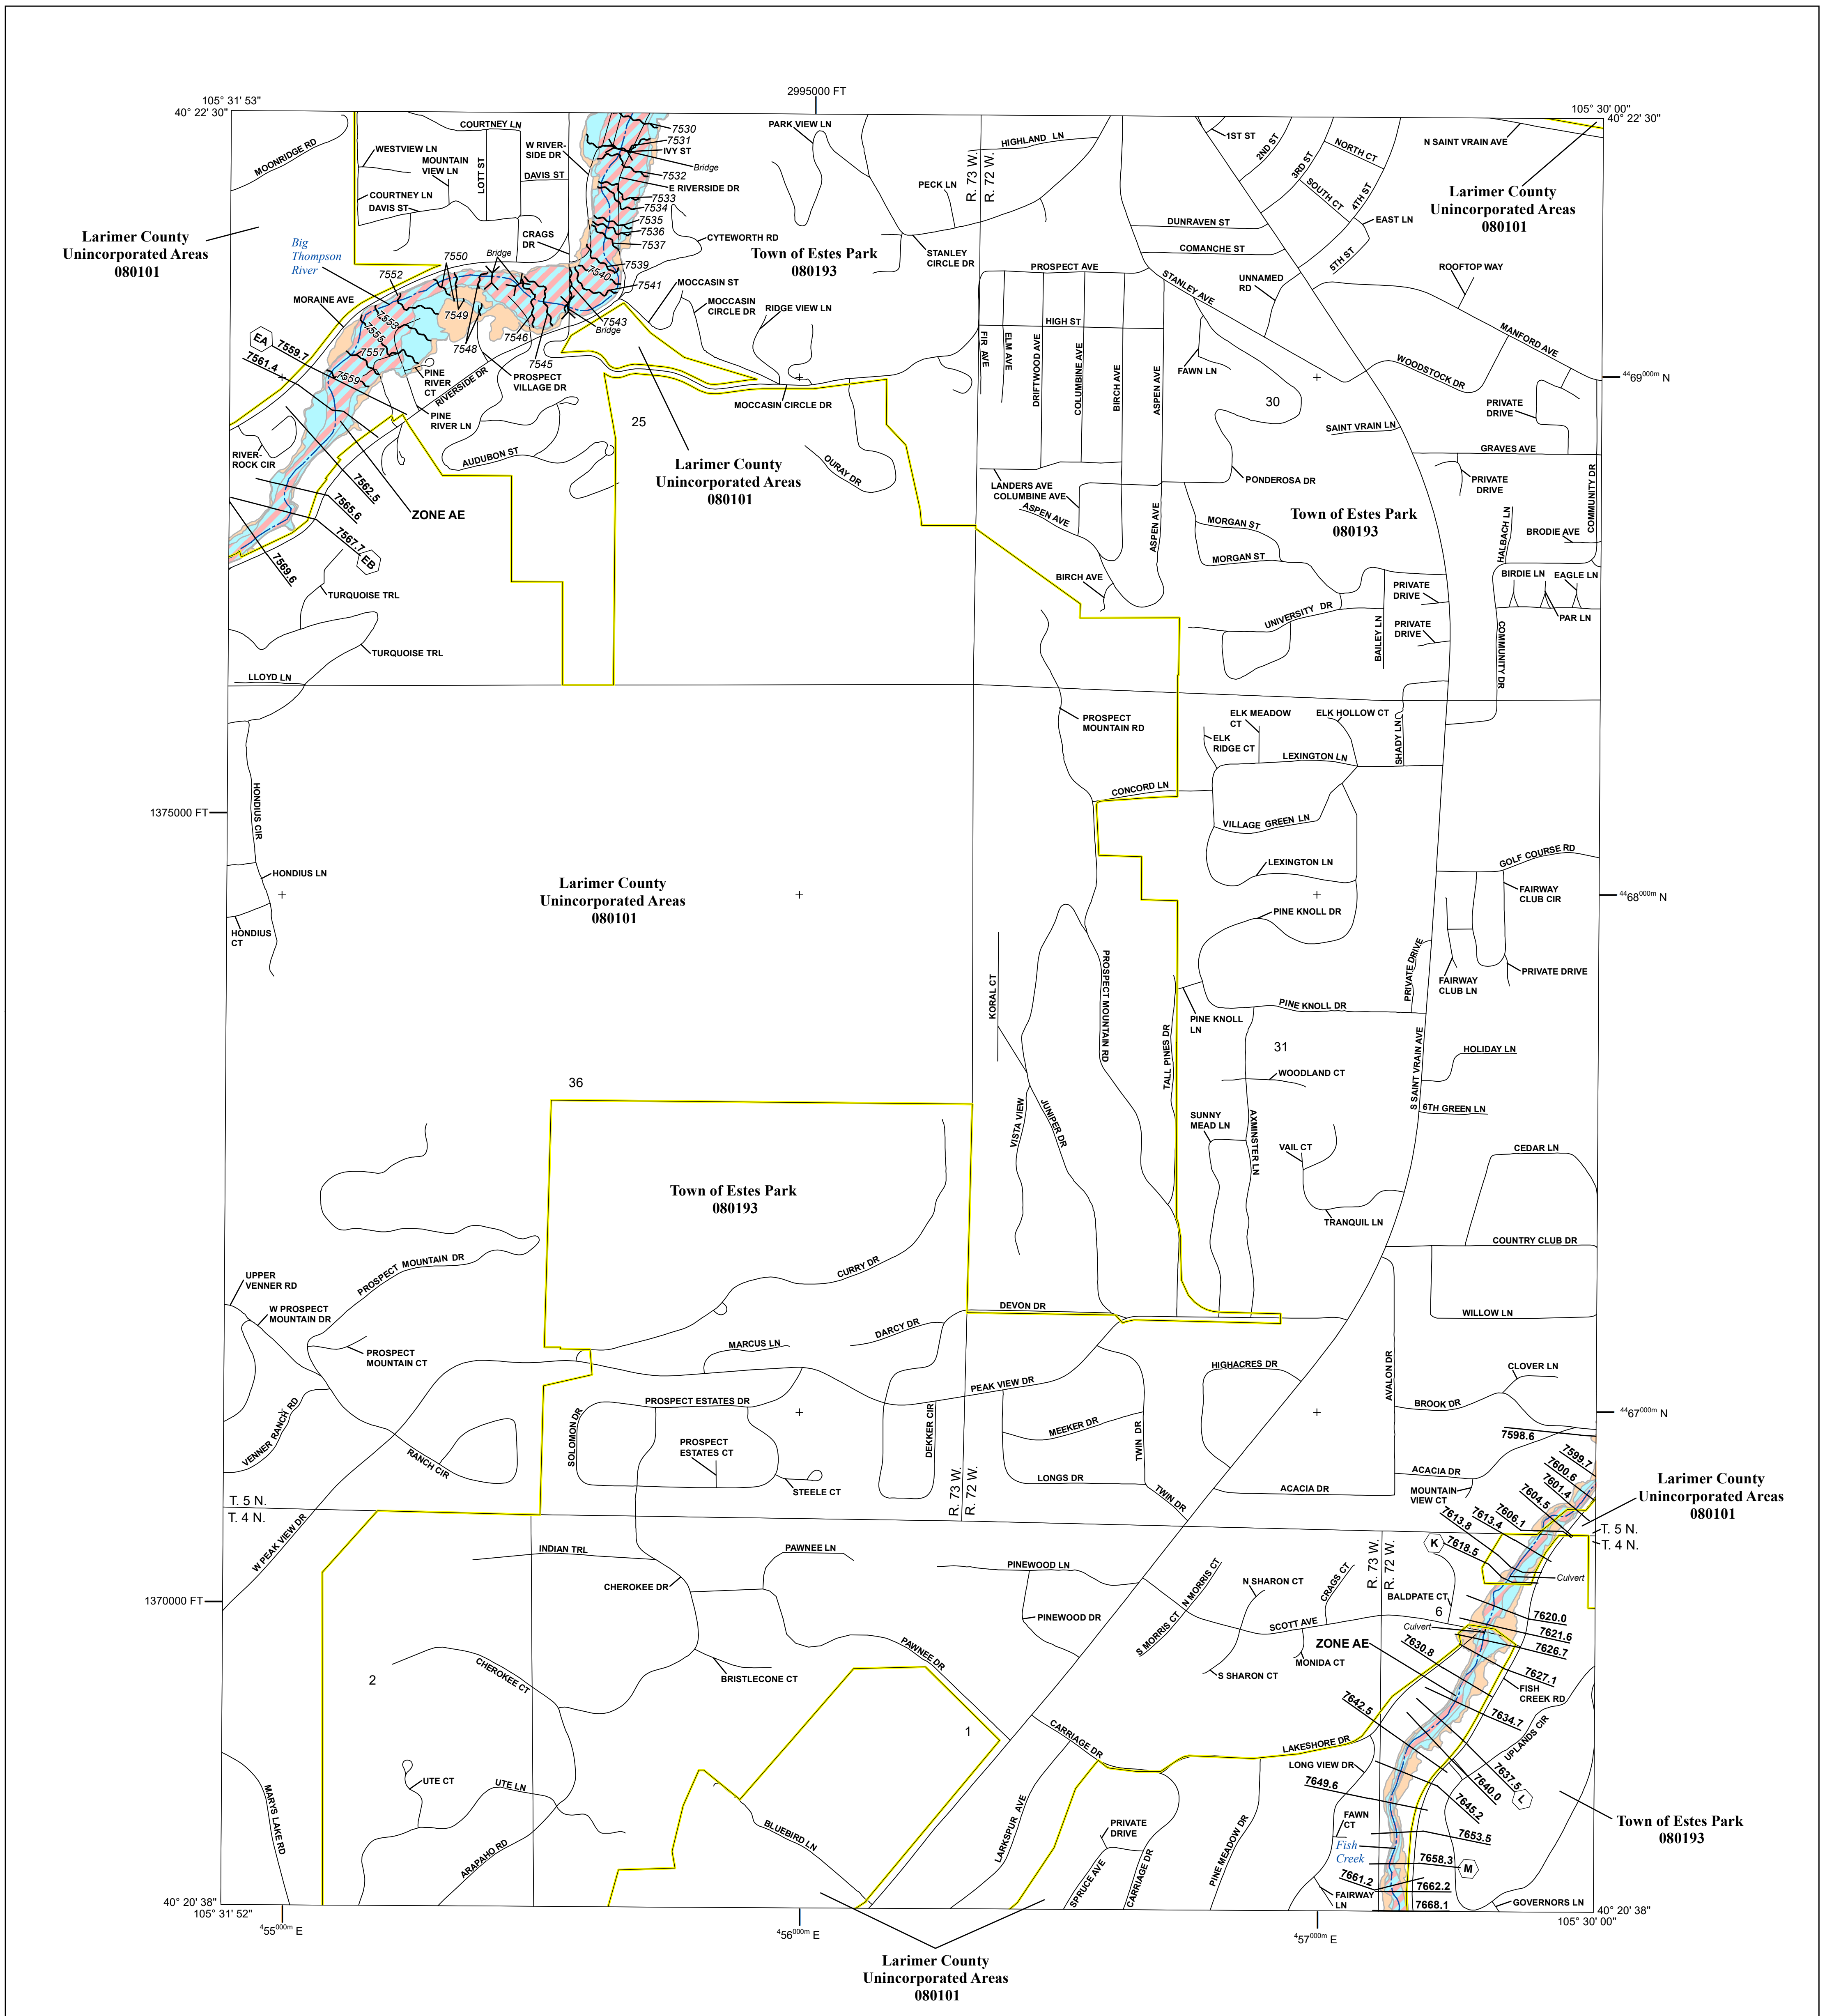 2995000 FT
105° 31' 53"
40° 22' 30"
105° 30' 00"
40° 22' 30"
COURTNEY LN
MOONRIDGE RD
WESTVIEW LN
MOUNTAIN
VIEW LN
LOTT ST
W RIVER-
SIDE DR
DAVIS ST
COURTNEY LN
DAVIS ST
CRAGS
DR
7530
7531
IVY ST
Bridge
7532
E RIVERSIDE DR
7533
7534
7535
7536
7537
7539
7540
7541
7543
Bridge
CYTEWORTH RD
PARK VIEW LN
HIGHLAND LN
R. 73 W.
R. 72 W.
PECK LN
STANLEY
CIRCLE DR
1ST ST
2ND ST
3RD ST
NORTH CT
SOUTH CT
4TH ST
EAST LN
5TH ST
N SAINT VRAIN AVE
Larimer County
Unincorporated Areas
080101
Larimer County
Unincorporated Areas
080101
Big
Thompson
River
Town of Estes Park
080193
DUNRAVEN ST
COMANCHE ST
PROSPECT AVE
STANLEY AVE
UNNAMED
RD
ROOFTOP WAY
MANFORD AVE
WOODSTOCK DR
MORAINE AVE
7552
7550
Bridge
7549
7548
7546
7545
7553
7555
7557
7559
EA
7559.7
7561.4
PINE
RIVER
CT
PINE
RIVER LN
RIVERSIDE DR
PROSPECT
VILLAGE DR
MOCCASIN ST
MOCCASIN
CIRCLE DR
RIDGE VIEW LN
MOCCASIN CIRCLE DR
HIGH ST
FIR AVE
ELM AVE
DRIFTWOOD AVE
COLUMBINE AVE
BIRCH AVE
ASPEN AVE
FAWN LN
30
4469000m N
PRIVATE
DRIVE
SAINT VRAIN LN
GRAVES AVE
RIVER-
ROCK CIR
AUDUBON ST
25
Larimer County
Unincorporated Areas
080101
OURAY DR
LANDERS AVE
COLUMBINE AVE
ASPEN AVE
ASPEN AVE
PONDEROSA DR
PRIVATE
DRIVE
COMMUNITY DR
7562.5
7565.6
7567.7
EB
7569.6
ZONE AE
Town of Estes Park
080193
MORGAN ST
MORGAN ST
HALBACH LN
BRODIE AVE
BIRDIE LN
EAGLE LN
PAR LN
BIRCH AVE
PRIVATE
DRIVE
PRIVATE
DRIVE
UNIVERSITY DR
BAILEY LN
COMMUNITY DR
TURQUOISE TRL
TURQUOISE TRL
LLOYD LN
PROSPECT
MOUNTAIN RD
ELK MEADOW
CT
ELK HOLLOW CT
ELK
RIDGE CT
SHADY LN
LEXINGTON LN
CONCORD LN
1375000 FT
HONDIUS CIR
VILLAGE GREEN LN
LEXINGTON LN
GOLF COURSE RD
HONDIUS LN
HONDIUS
CT
Larimer County
Unincorporated Areas
080101
FAIRWAY
CLUB CIR
4468000m N
PINE KNOLL DR
PRIVATE DRIVE
FAIRWAY
CLUB LN
PRIVATE DRIVE
KORAL CT
PROSPECT MOUNTAIN RD
PINE KNOLL
LN
PINE KNOLL DR
TALL PINES DR
31
S SAINT VRAIN AVE
HOLIDAY LN
WOODLAND CT
6TH GREEN LN
36
VISTA VIEW
JUNIPER DR
SUNNY
MEAD LN
AXMINSTER LN
VAIL CT
CEDAR LN
TRANQUIL LN
COUNTRY CLUB DR
Town of Estes Park
080193
CURRY DR
PROSPECT MOUNTAIN DR
UPPER
VENNER RD
W PROSPECT
MOUNTAIN DR
PROSPECT
MOUNTAIN CT
DEVON DR
DARCY DR
MARCUS LN
WILLOW LN
AVALON DR
HIGHACRES DR
CLOVER LN
BROOK DR
PEAK VIEW DR
VENNER RANCH RD
RANCH CIR
SOLOMON DR
PROSPECT ESTATES DR
PROSPECT
ESTATES CT
STEELE CT
DEKKER CIR
MEEKER DR
TWIN DR
LONGS DR
TWIN DR
4467000m N
7598.6
7599.7
7600.6
7601.4
7604.5
7606.1
7613.4
7613.8
7618.5
K
ACACIA DR
ACACIA DR
MOUNTAIN
VIEW CT
Larimer County
Unincorporated Areas
080101
R. 73 W.
R. 72 W.
T. 5 N.
T. 4 N.
T. 5 N.
T. 4 N.
W PEAK VIEW DR
INDIAN TRL
CHEROKEE DR
PAWNEE LN
PINEWOOD LN
PINEWOOD DR
S MORRIS CT
N MORRIS CT
N SHARON CT
CRAGS CT
R. 73 W.
R. 72 W.
Culvert
BALDPATE CT
6
1370000 FT
SCOTT AVE
Culvert
7620.0
7621.6
7626.7
7627.1
ZONE AE
7630.8
MONIDA CT
S SHARON CT
FISH
CREEK RD
PAWNEE DR
BRISTLECONE CT
2
CHEROKEE CT
1
CARRIAGE DR
LAKESHORE DR
7642.5
7634.7
UPLANDS CIR
LONG VIEW DR
7637.5
L
7640.0
7645.2
7649.6
MARYS LAKE RD
UTE CT
UTE LN
ARAPAHO RD
BLUEBIRD LN
LARKSPUR AVE
PRIVATE
DRIVE
SPRUCE AVE
CARRIAGE DR
PINE MEADOW DR
FAWN
CT
Fish
Creek
7653.5
7658.3
M
7661.2
7662.2
7668.1
FAIRWAY
LN
GOVERNORS LN
Town of Estes Park
080193
40° 20' 38"
105° 31' 52"
455000m E
456000m E
457000m E
40° 20' 38"
105° 30' 00"
Larimer County
Unincorporated Areas
080101